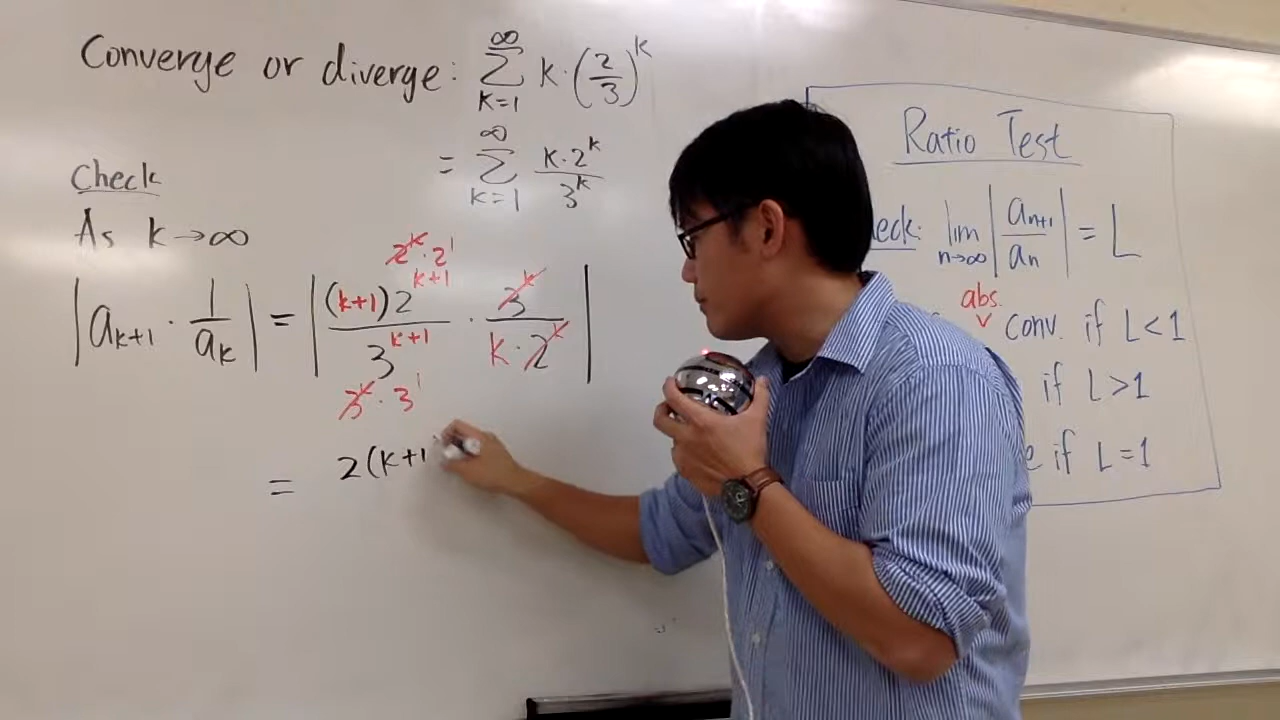 Converge or diverge: ∞ Σ k=1 k·(2/3)^k
= ∞ Σ k=1 k·2^k / 3^k
Check
As k→∞
2^k·2^1
|a_{k+1} · 1/a_k| = |(k+1)2^{k+1} / 3^{k+1} · 3^k / k·2^k|
3^k·3^1
= 2(k+1
Ratio Test
lim n→∞ |a_{n+1}/a_n| = L
abs.
conv. if L<1
if L>1
if L=1